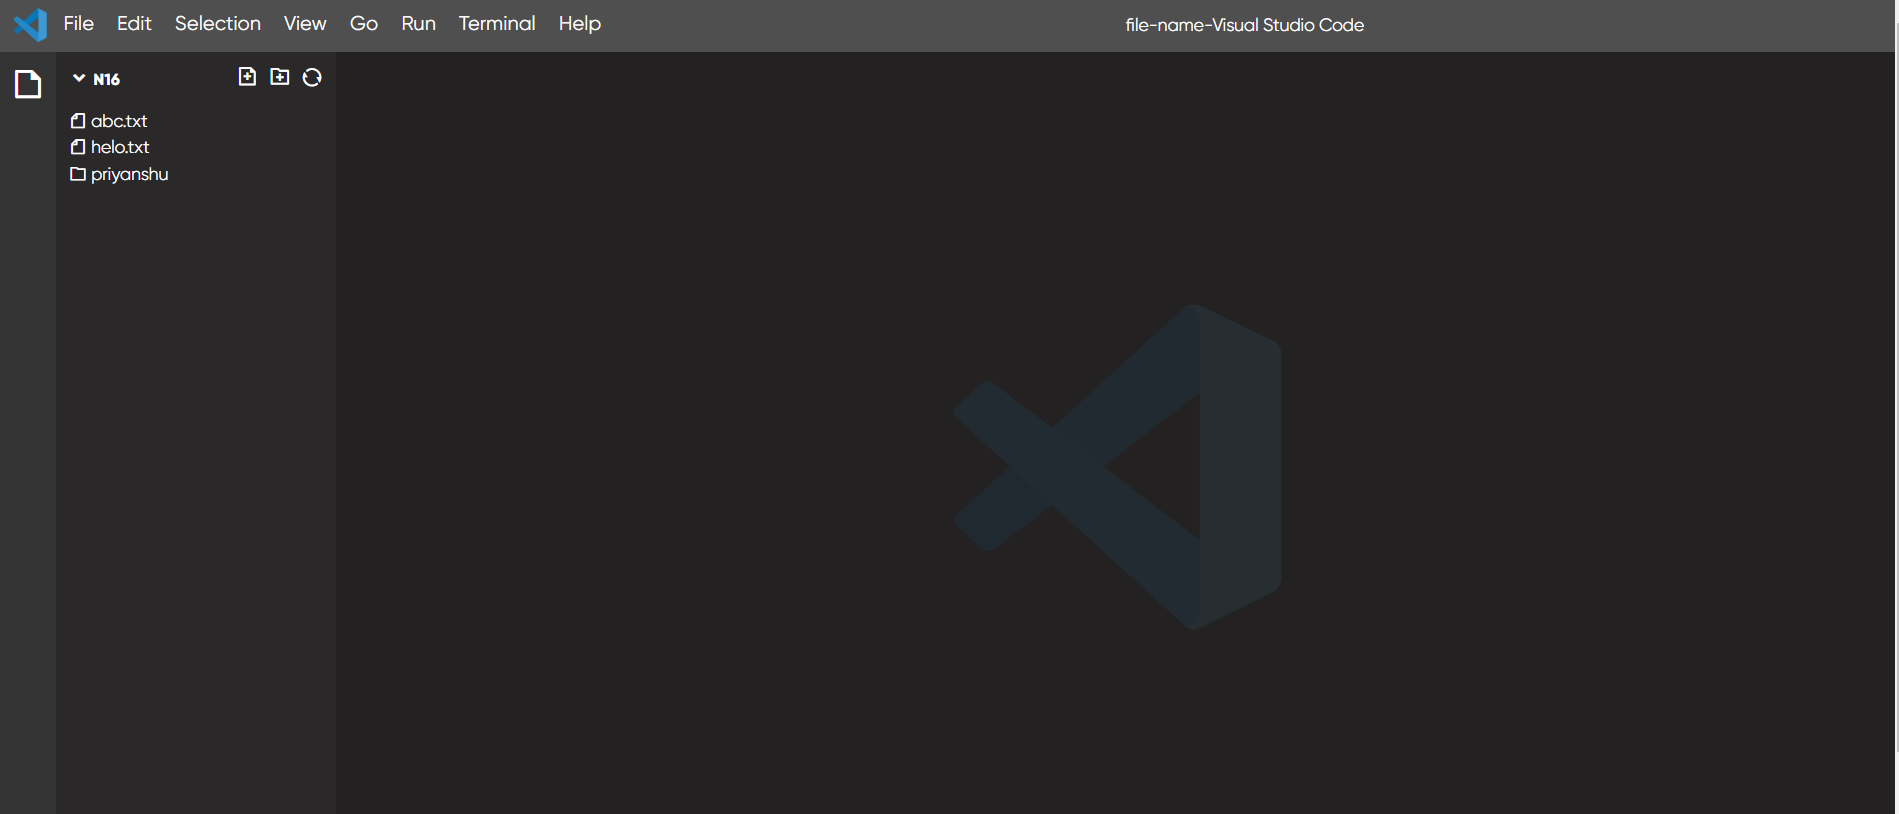 File Edit Selection View Go Run Terminal Help file-name-Visual Studio Code
N16
abc.txt
helo.txt
priyanshu